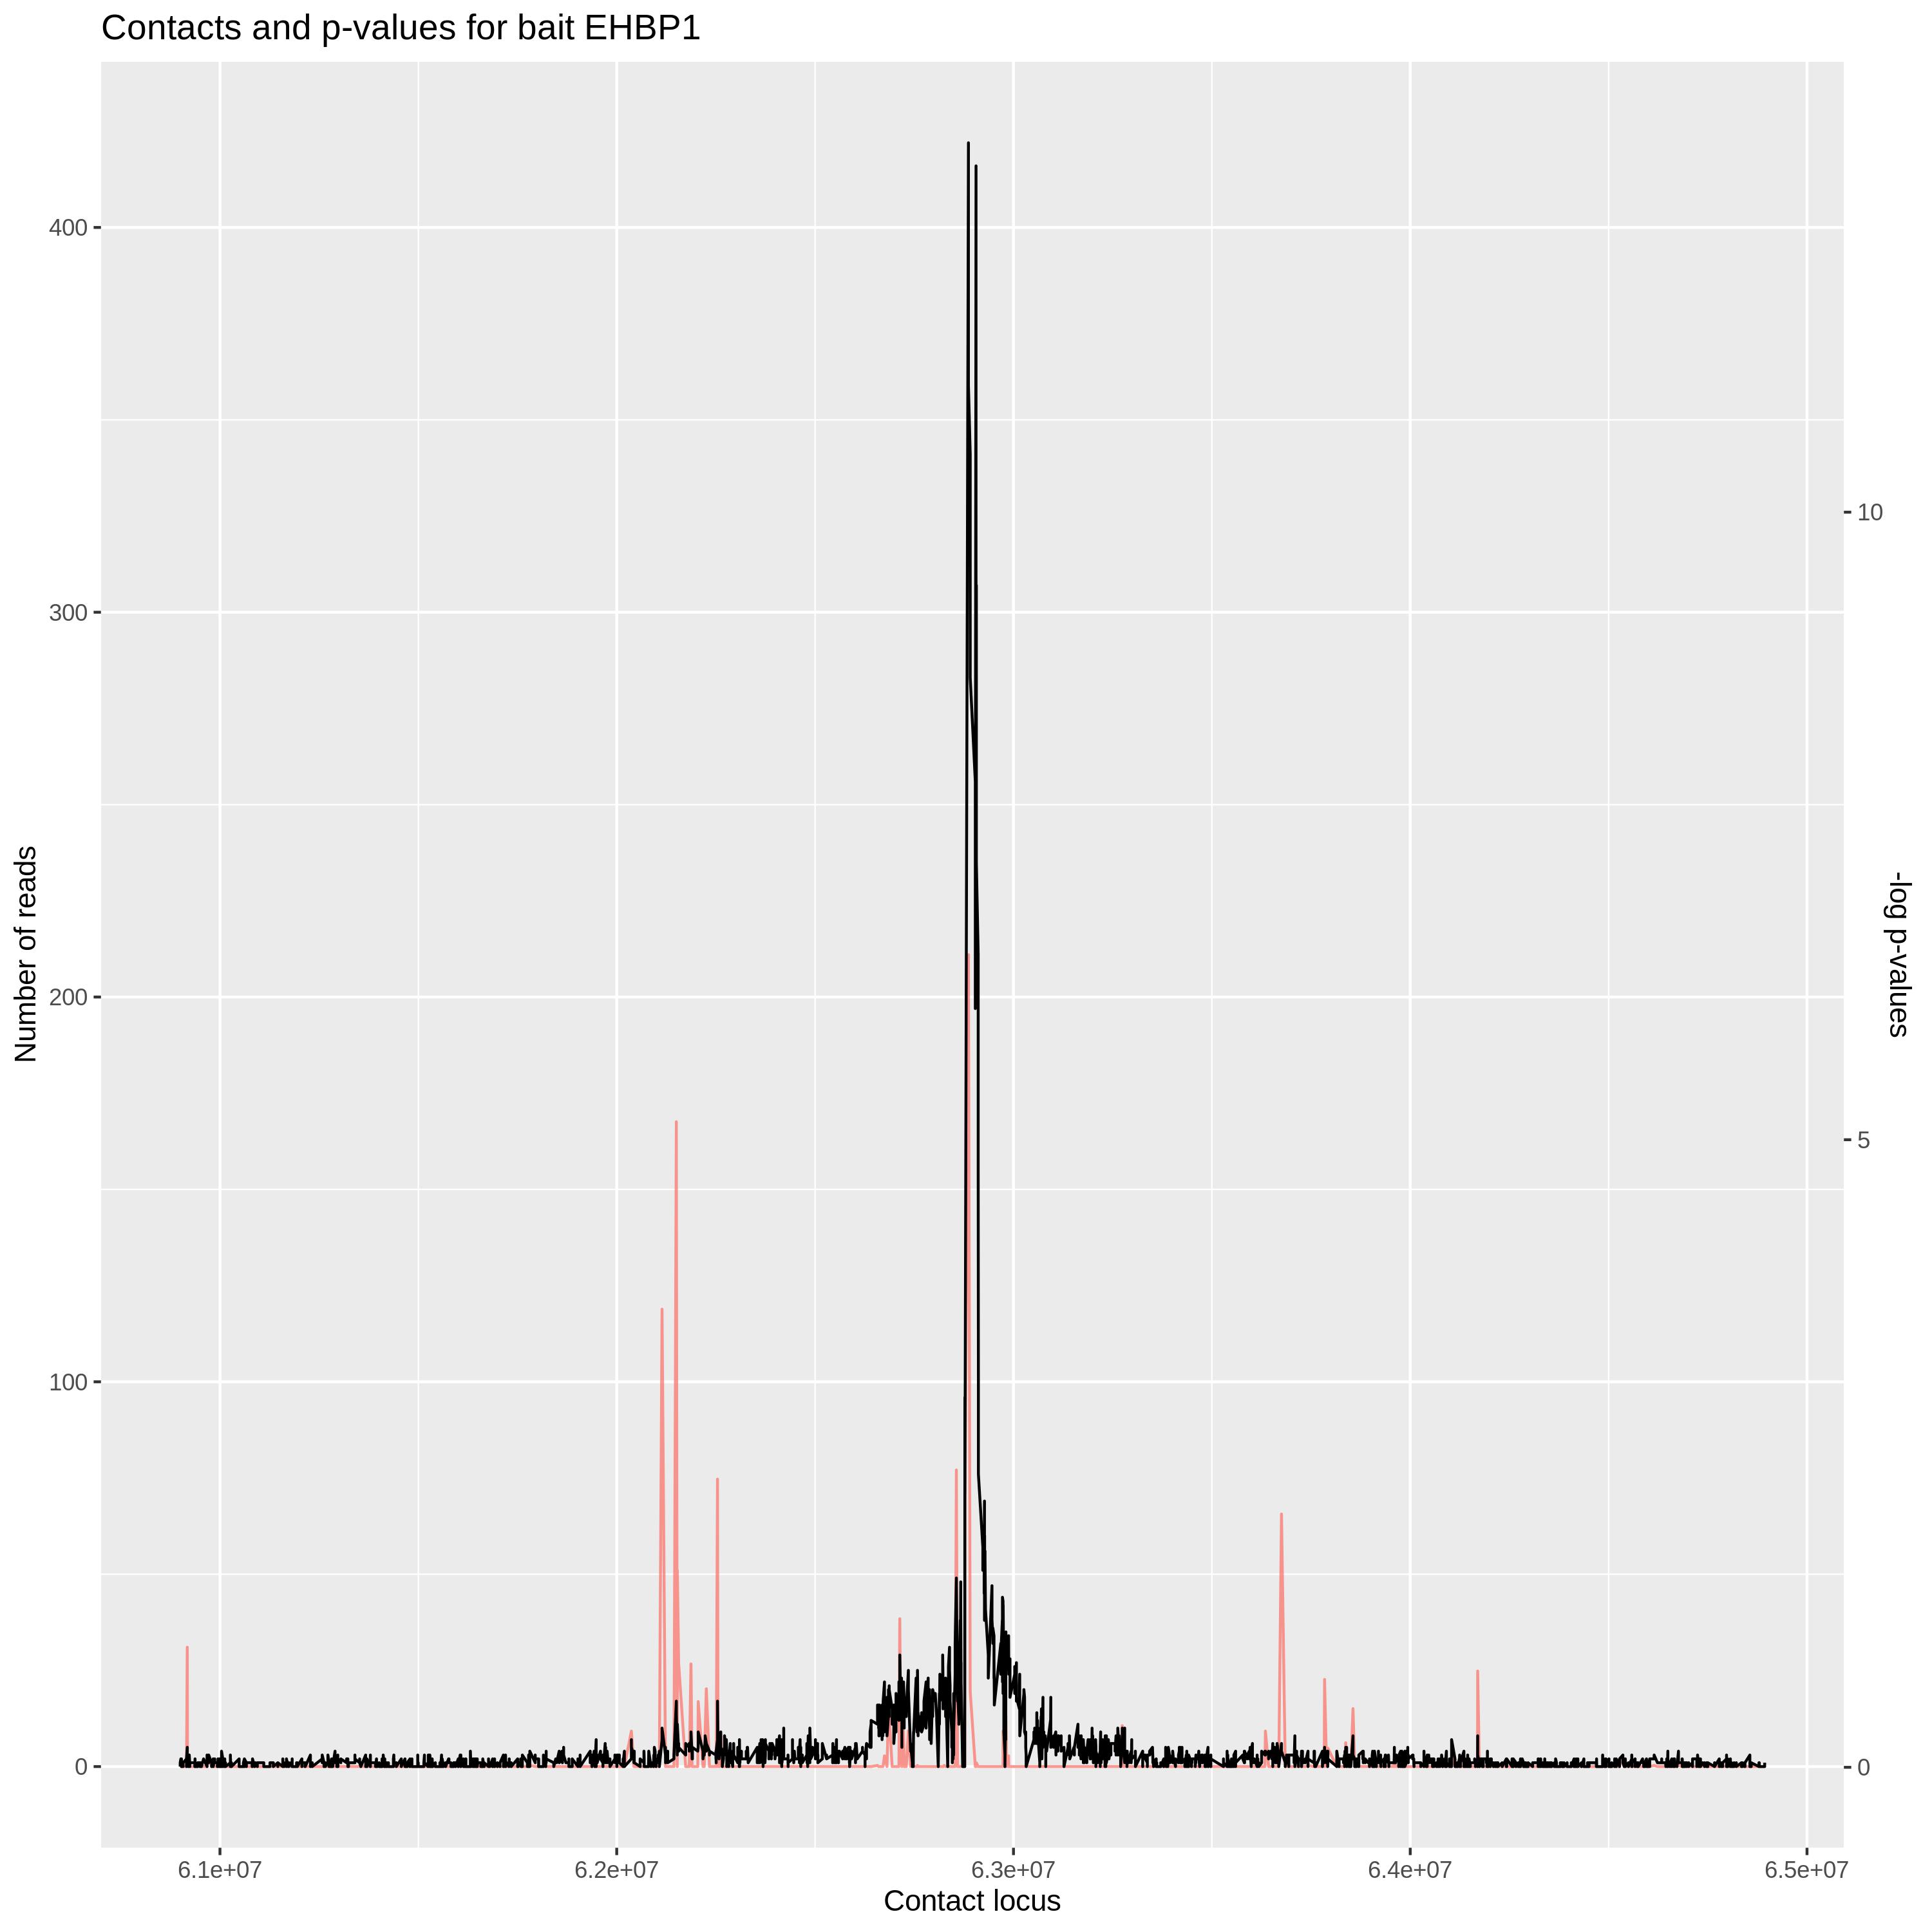 Contacts and p-values for bait EHBP1
400
300
200
100
0
Number of reads
10
5
0
-log p-values
6.1e+07
6.2e+07
6.3e+07
6.4e+07
6.5e+07
Contact locus